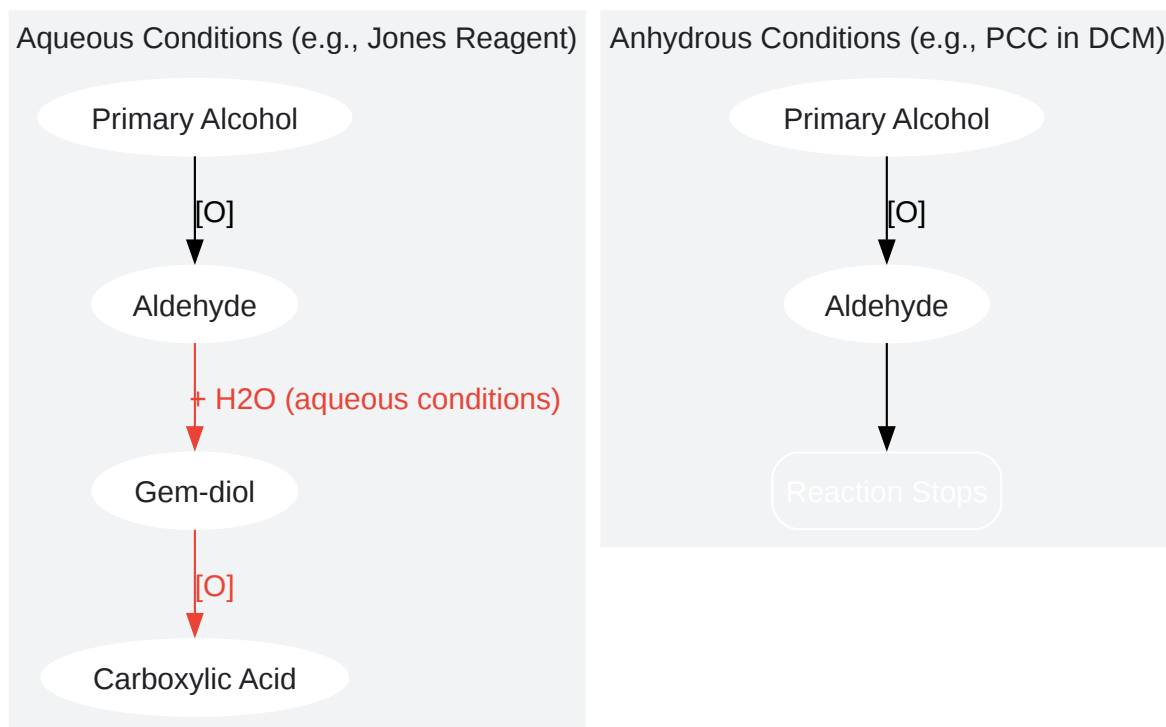 Aqueous Conditions (e.g., Jones Reagent)
Primary Alcohol
[O]
Aldehyde
+ H2O (aqueous conditions)
Gem-diol
[O]
Carboxylic Acid
Anhydrous Conditions (e.g., PCC in DCM)
Primary Alcohol
[O]
Aldehyde
Reaction Stops